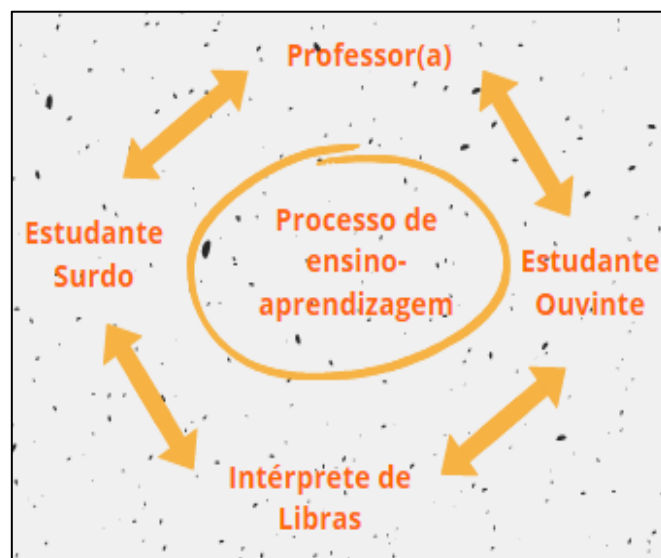 Professor(a)
Estudante
Surdo
Processo de
ensino-
aprendizagem
Estudante
Ouvinte
Intérprete de
Libras